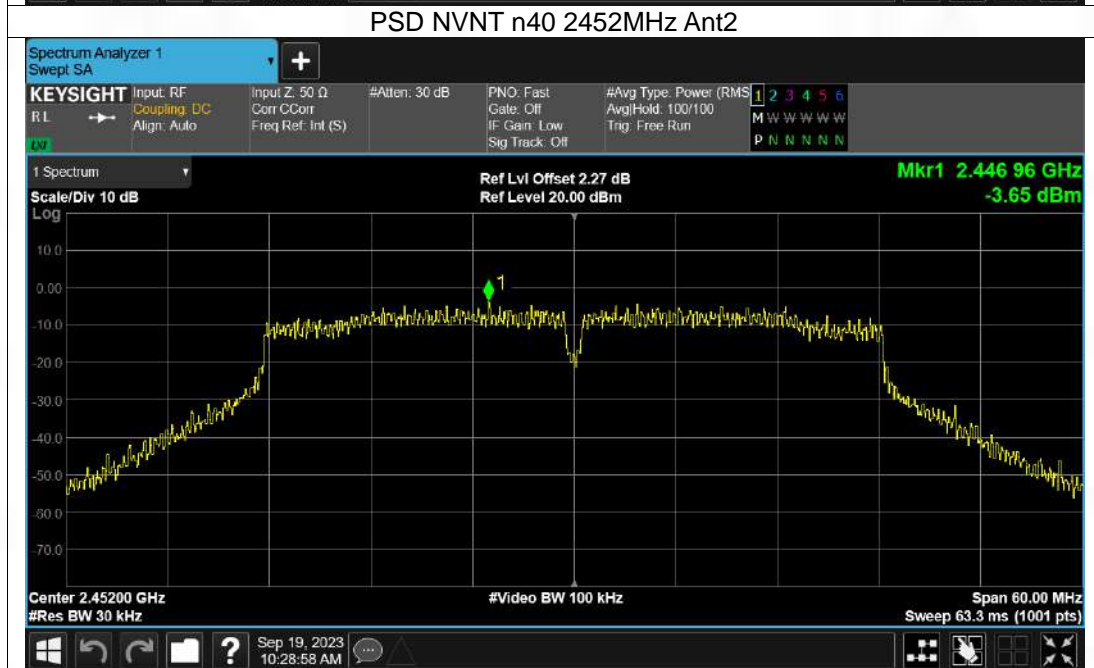 PSD NVNT n40 2452MHz Ant2
Spectrum Analyzer 1
Swept SA
+
KEYSIGHT Input: RF Input Z: 50 Ω #Atten: 30 dB PNO: Fast #Avg Type: Power (RMS 1 2 3 4 5 6
RL Coupling: DC Corr CCorr Gate: Off Avg|Hold: 100/100 M W W W W W
Align: Auto Freq Ref: Int (S) IF Gain: Low Trig: Free Run
LXI Sig Track: Off P N N N N N
1 Spectrum Ref Lvl Offset 2.27 dB Mkr1 2.446 96 GHz
Scale/Div 10 dB Ref Level 20.00 dBm -3.65 dBm
Log
10.0
0.00
1
-10.0
-20.0
-30.0
-40.0
-50.0
-60.0
-70.0
Center 2.45200 GHz #Video BW 100 kHz Span 60.00 MHz
#Res BW 30 kHz Sweep 63.3 ms (1001 pts)
? Sep 19, 2023
10:28:58 AM